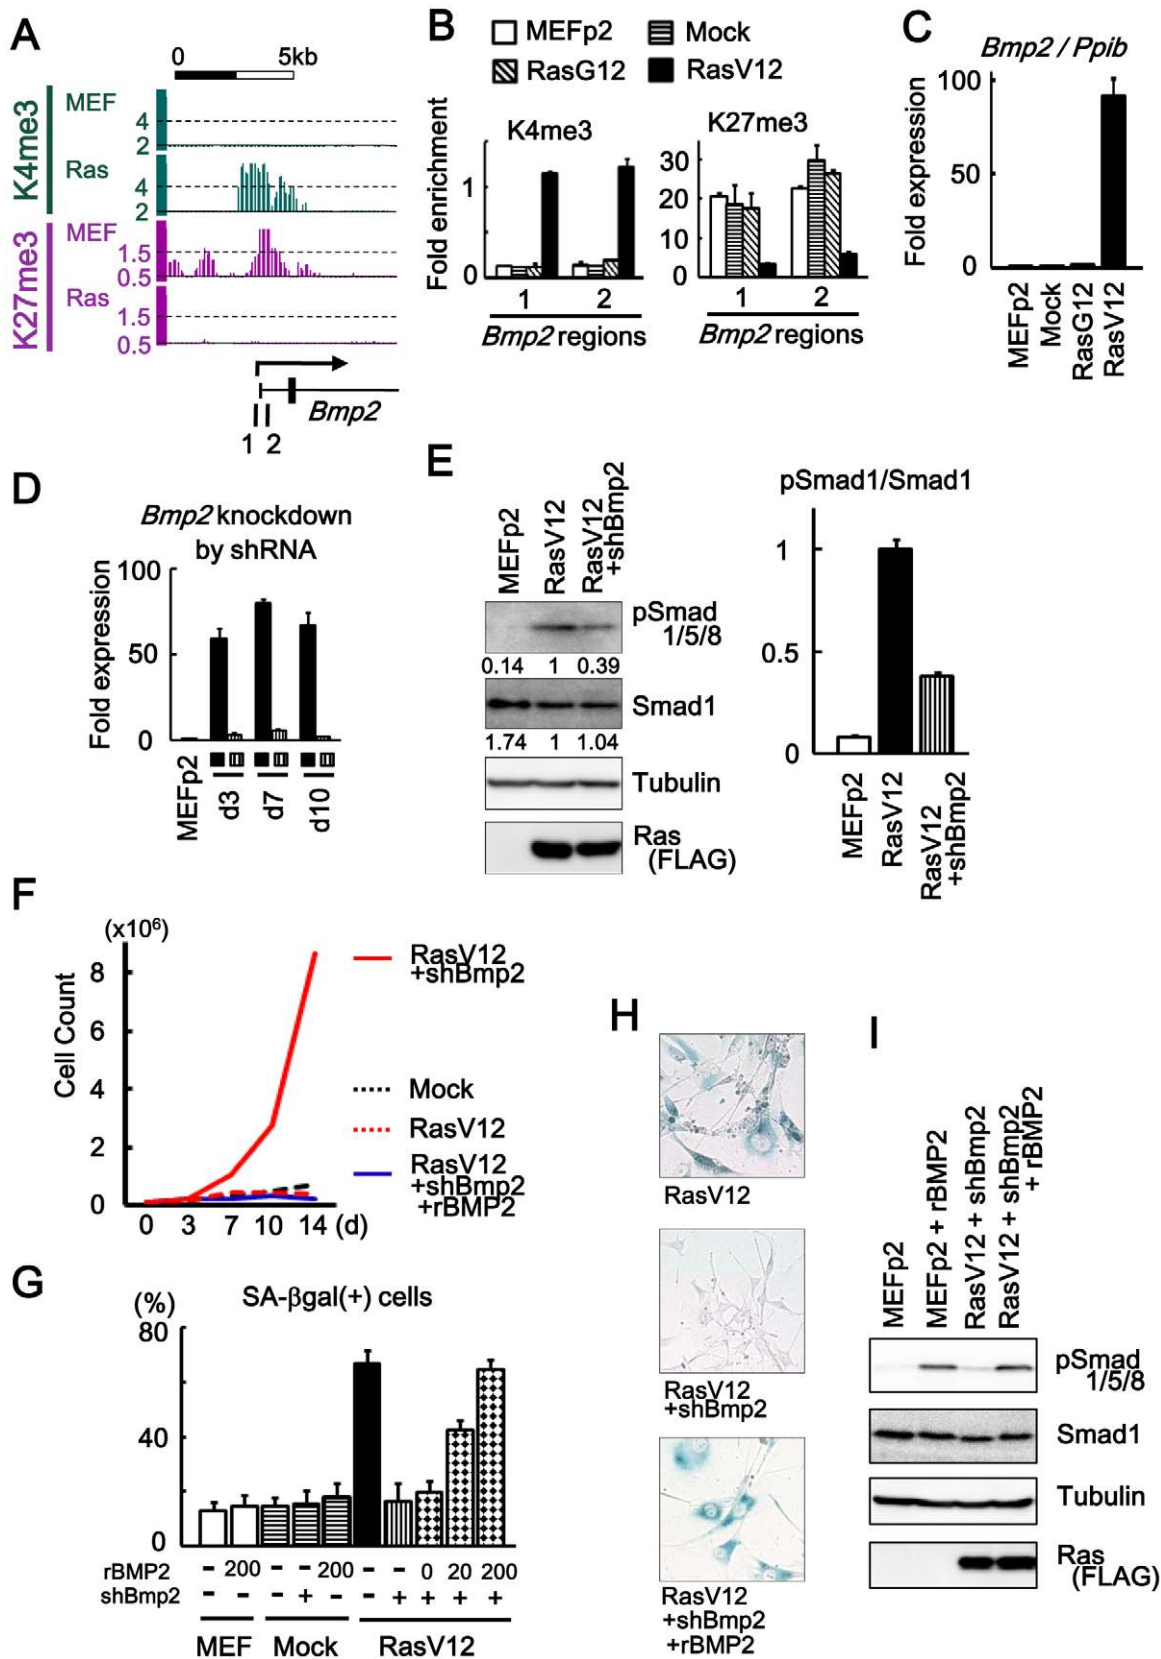 A
0
5kb
K4me3
MEF
4
2
Ras
4
2
K27me3
MEF
1.5
0.5
Ras
1.5
0.5
Bmp2
1 2
B
MEFp2
Mock
RasG12
RasV12
K4me3
Fold enrichment
1
0
1 2
Bmp2 regions
K27me3
30
20
10
0
1 2
Bmp2 regions
C
Bmp2 / Ppib
Fold expression
100
50
0
MEFp2
Mock
RasG12
RasV12
D
Bmp2 knockdown
by shRNA
Fold expression
100
50
0
MEFp2
d3
d7
d10
E
MEFp2
RasV12
RasV12
+shBmp2
pSmad
1/5/8
0.14 1 0.39
Smad1
1.74 1 1.04
Tubulin
Ras
(FLAG)
pSmad1/Smad1
1
0.5
0
MEFp2
RasV12
RasV12
+shBmp2
F
(x10⁶)
Cell Count
8
6
4
2
0
0 3 7 10 14 (d)
RasV12
+shBmp2
Mock
RasV12
RasV12
+shBmp2
+rBMP2
G
(%)
SA-βgal(+) cells
80
40
0
rBMP2 - 200 - - 200 - - 0 20 200
shBmp2 - - - + - - + + + +
MEF Mock RasV12
H
RasV12
RasV12
+shBmp2
RasV12
+shBmp2
+rBMP2
I
MEFp2
MEFp2 + rBMP2
RasV12 + shBmp2
RasV12 + shBmp2
+ rBMP2
pSmad
1/5/8
Smad1
Tubulin
Ras
(FLAG)